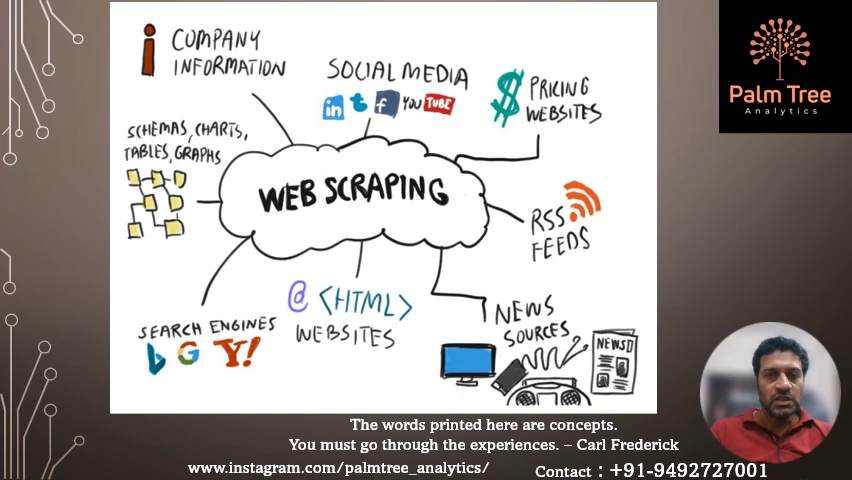 COMPANY
INFORMATION
SOCIAL MEDIA
in t f YOU TUBE
$ PRICING
WEBSITES
SCHEMAS, CHARTS,
TABLES, GRAPHS
WEB SCRAPING
RSS
FEEDS
@ <HTML>
WEBSITES
SEARCH ENGINES
b G Y!
NEWS
SOURCES
NEWS
Palm Tree
Analytics
The words printed here are concepts.
You must go through the experiences. – Carl Frederick
www.instagram.com/palmtree_analytics/
Contact : +91-9492727001